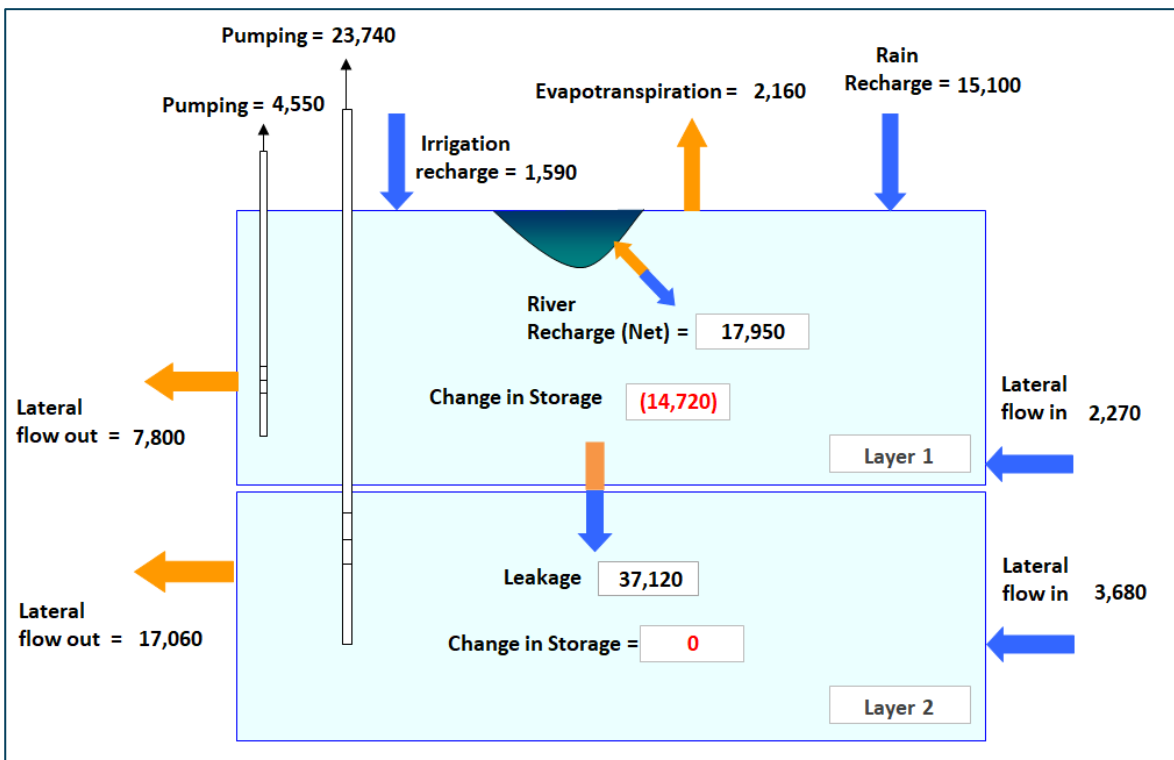 Pumping = 23,740
Pumping = 4,550
Irrigation
recharge = 1,590
Evapotranspiration = 2,160
Rain
Recharge = 15,100
River
Recharge (Net) = 17,950
Change in Storage (14,720)
Lateral
flow out = 7,800
Lateral
flow in 2,270
Layer 1
Leakage 37,120
Change in Storage = 0
Lateral
flow out = 17,060
Lateral
flow in 3,680
Layer 2